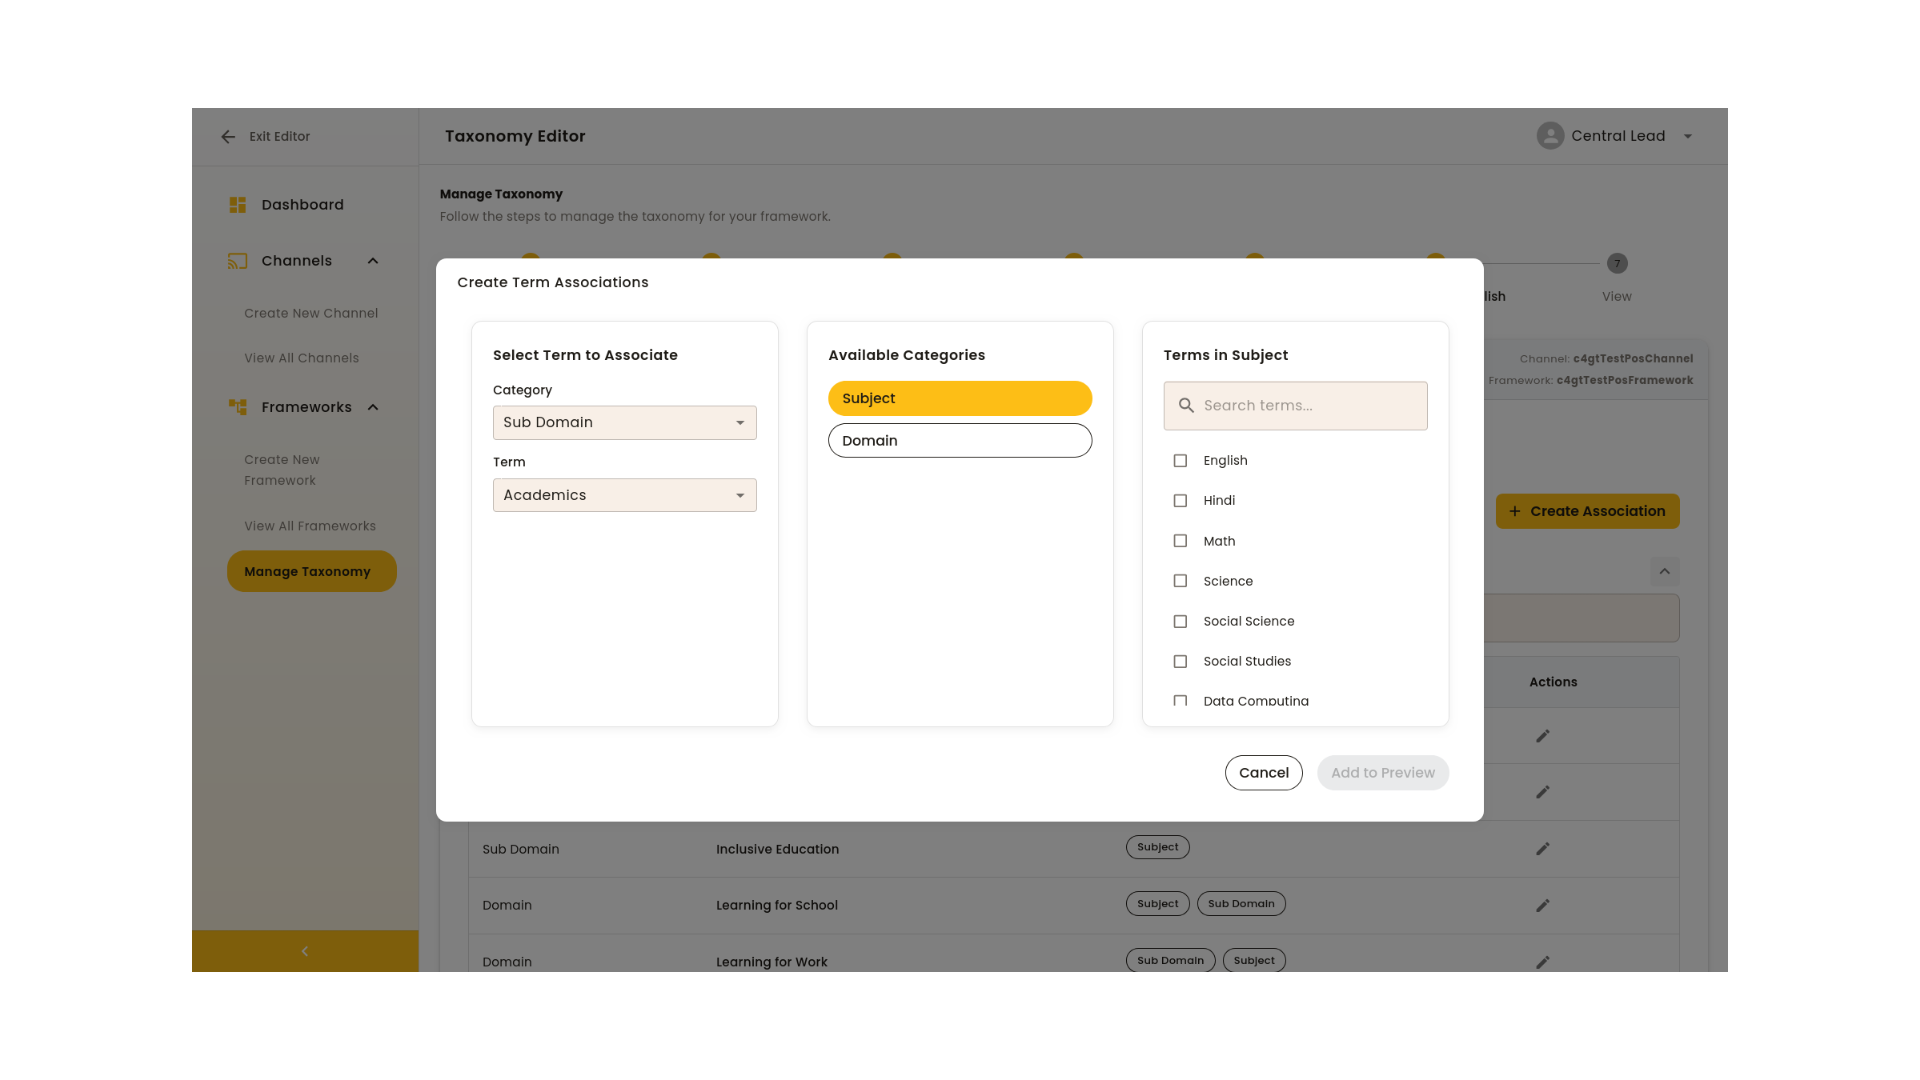 Exit Editor
Taxonomy Editor
Central Lead
Dashboard
Channels
Create New Channel
View All Channels
Frameworks
Create New
Framework
View All Frameworks
Manage Taxonomy
Manage Taxonomy
Follow the steps to manage the taxonomy for your framework.
7
lish
View
Channel: c4gtTestPosChannel
Framework: c4gtTestPosFramework
Create Association
Actions
Create Term Associations
Select Term to Associate
Category
Sub Domain
Term
Academics
Available Categories
Subject
Domain
Terms in Subject
Search terms...
English
Hindi
Math
Science
Social Science
Social Studies
Data Computing
Cancel
Add to Preview
Sub Domain Inclusive Education Subject
Domain Learning for School Subject Sub Domain
Domain Learning for Work Sub Domain Subject